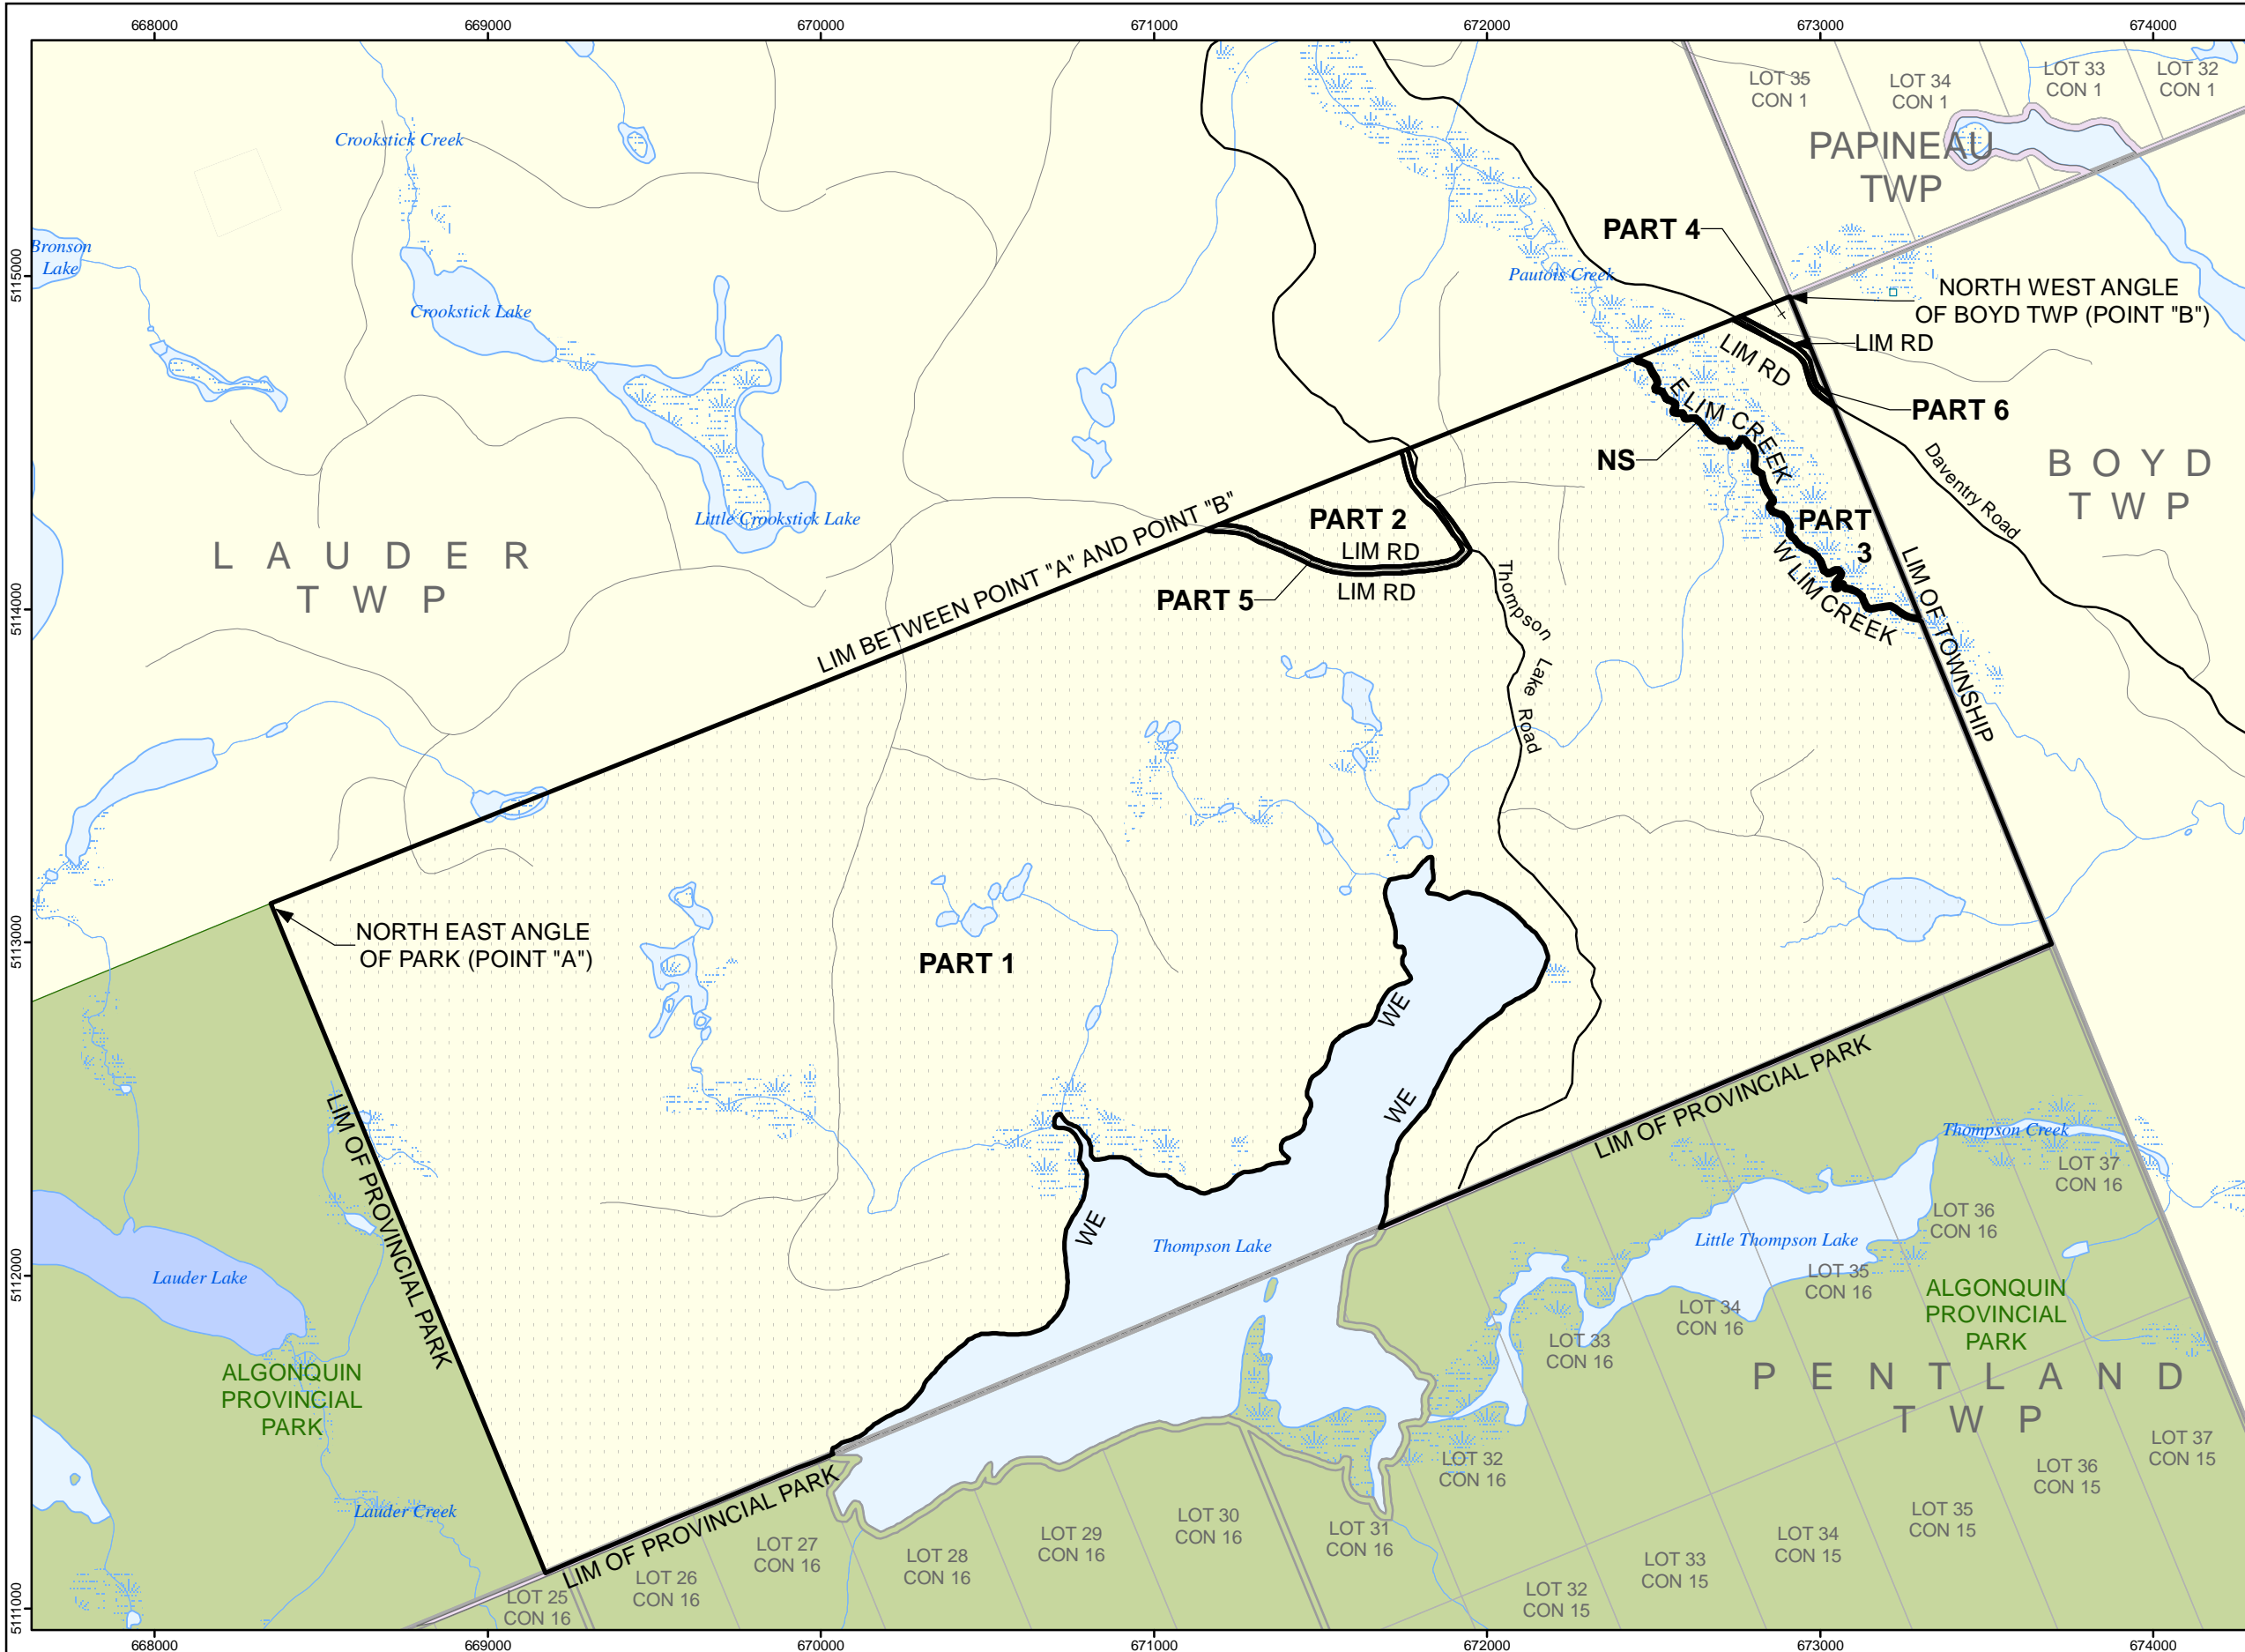 668000
669000
670000
671000
672000
673000
674000
5115000
5114000
5113000
5112000
5111000
LOT 35
CON 1
LOT 34
CON 1
LOT 33
CON 1
LOT 32
CON 1
PAPINEAU
TWP
Crookstick Creek
Bronson
Lake
Crookstick Lake
Little Crookstick Lake
Pautois Creek
PART 4
NORTH WEST ANGLE
OF BOYD TWP (POINT "B")
LIM RD
LIM RD
PART 6
E LIM CREEK
NS
Daventry Road
BOYD
TWP
LAUDER
TWP
LIM BETWEEN POINT "A" AND POINT "B"
PART 2
LIM RD
PART 5
LIM RD
PART
3
W LIM CREEK
LIM OF TOWNSHIP
Thompson Lake Road
NORTH EAST ANGLE
OF PARK (POINT "A")
PART 1
WE
WE
WE
LIM OF PROVINCIAL PARK
LIM OF PROVINCIAL PARK
LIM OF PROVINCIAL PARK
Thompson Creek
LOT 37
CON 16
LOT 36
CON 16
Little Thompson Lake
LOT 35
CON 16
LOT 34
CON 16
LOT 33
CON 16
Thompson Lake
Lauder Lake
ALGONQUIN
PROVINCIAL
PARK
ALGONQUIN
PROVINCIAL
PARK
PENTLAND
TWP
Lauder Creek
LOT 25
CON 16
LOT 26
CON 16
LOT 27
CON 16
LOT 28
CON 16
LOT 29
CON 16
LOT 30
CON 16
LOT 31
CON 16
LOT 32
CON 16
LOT 32
CON 15
LOT 33
CON 15
LOT 34
CON 15
LOT 35
CON 15
LOT 36
CON 15
LOT 37
CON 15
668000
669000
670000
671000
672000
673000
674000